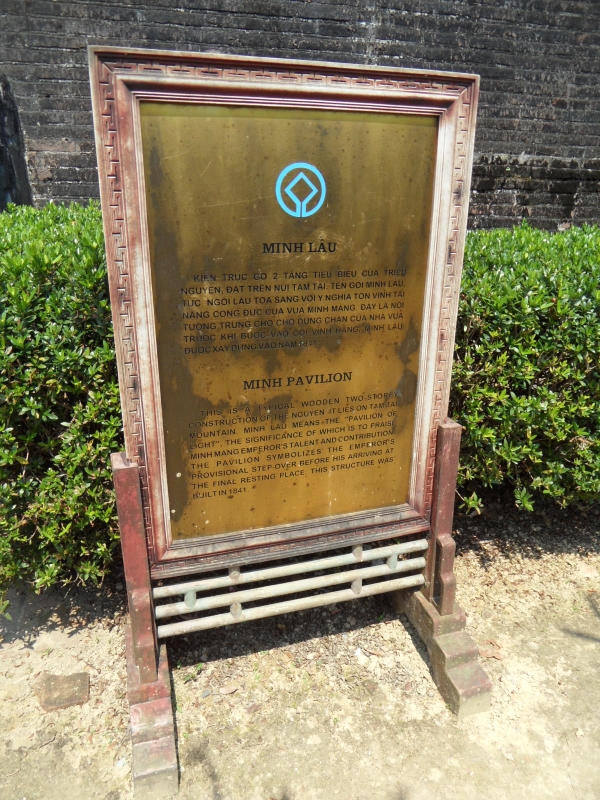 MINH LÂU
KIẾN TRÚC GỖ 2 TẦNG TIÊU BIỂU CỦA TRIỀU
NGUYỄN, ĐẶT TRÊN NÚI TAM TÀI. TÊN GỌI MINH LÂU,
TỨC NGÔI LẦU TỎA SÁNG VỚI Ý NGHĨA TÔN VINH TÀI
NĂNG CÔNG ĐỨC CỦA VUA MINH MẠNG. ĐÂY LÀ NƠI
TƯỢNG TRƯNG CHO CHỖ DỪNG CHÂN CỦA NHÀ VUA
TRƯỚC KHI BƯỚC VÀO CÕI VĨNH HẰNG. MINH LÂU
ĐƯỢC XÂY DỰNG VÀO NĂM 1841.
MINH PAVILION
THIS IS A TYPICAL WOODEN TWO-STOREY
CONSTRUCTION OF THE NGUYEN. IT LIES ON TAM TAI
MOUNTAIN. MINH LAU MEANS THE "PAVILION OF
LIGHT", THE SIGNIFICANCE OF WHICH IS TO PRAISE
MINH MANG EMPEROR'S TALENT AND CONTRIBUTION.
THE PAVILION SYMBOLIZES THE EMPEROR'S
PROVISIONAL STEP-OVER BEFORE HIS ARRIVING AT
THE FINAL RESTING PLACE. THIS STRUCTURE WAS
BUILT IN 1841.